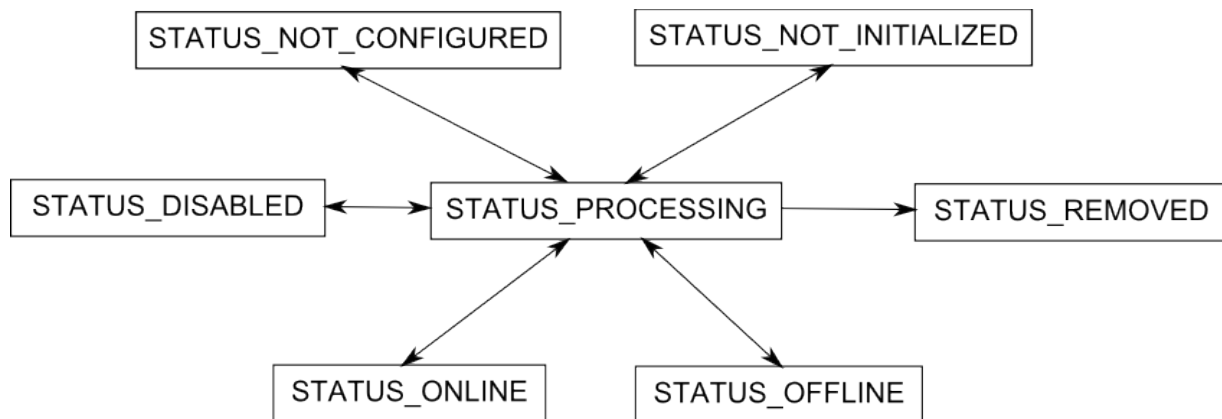 STATUS_NOT_CONFIGURED
STATUS_NOT_INITIALIZED
STATUS_DISABLED
STATUS_PROCESSING
STATUS_REMOVED
STATUS_ONLINE
STATUS_OFFLINE